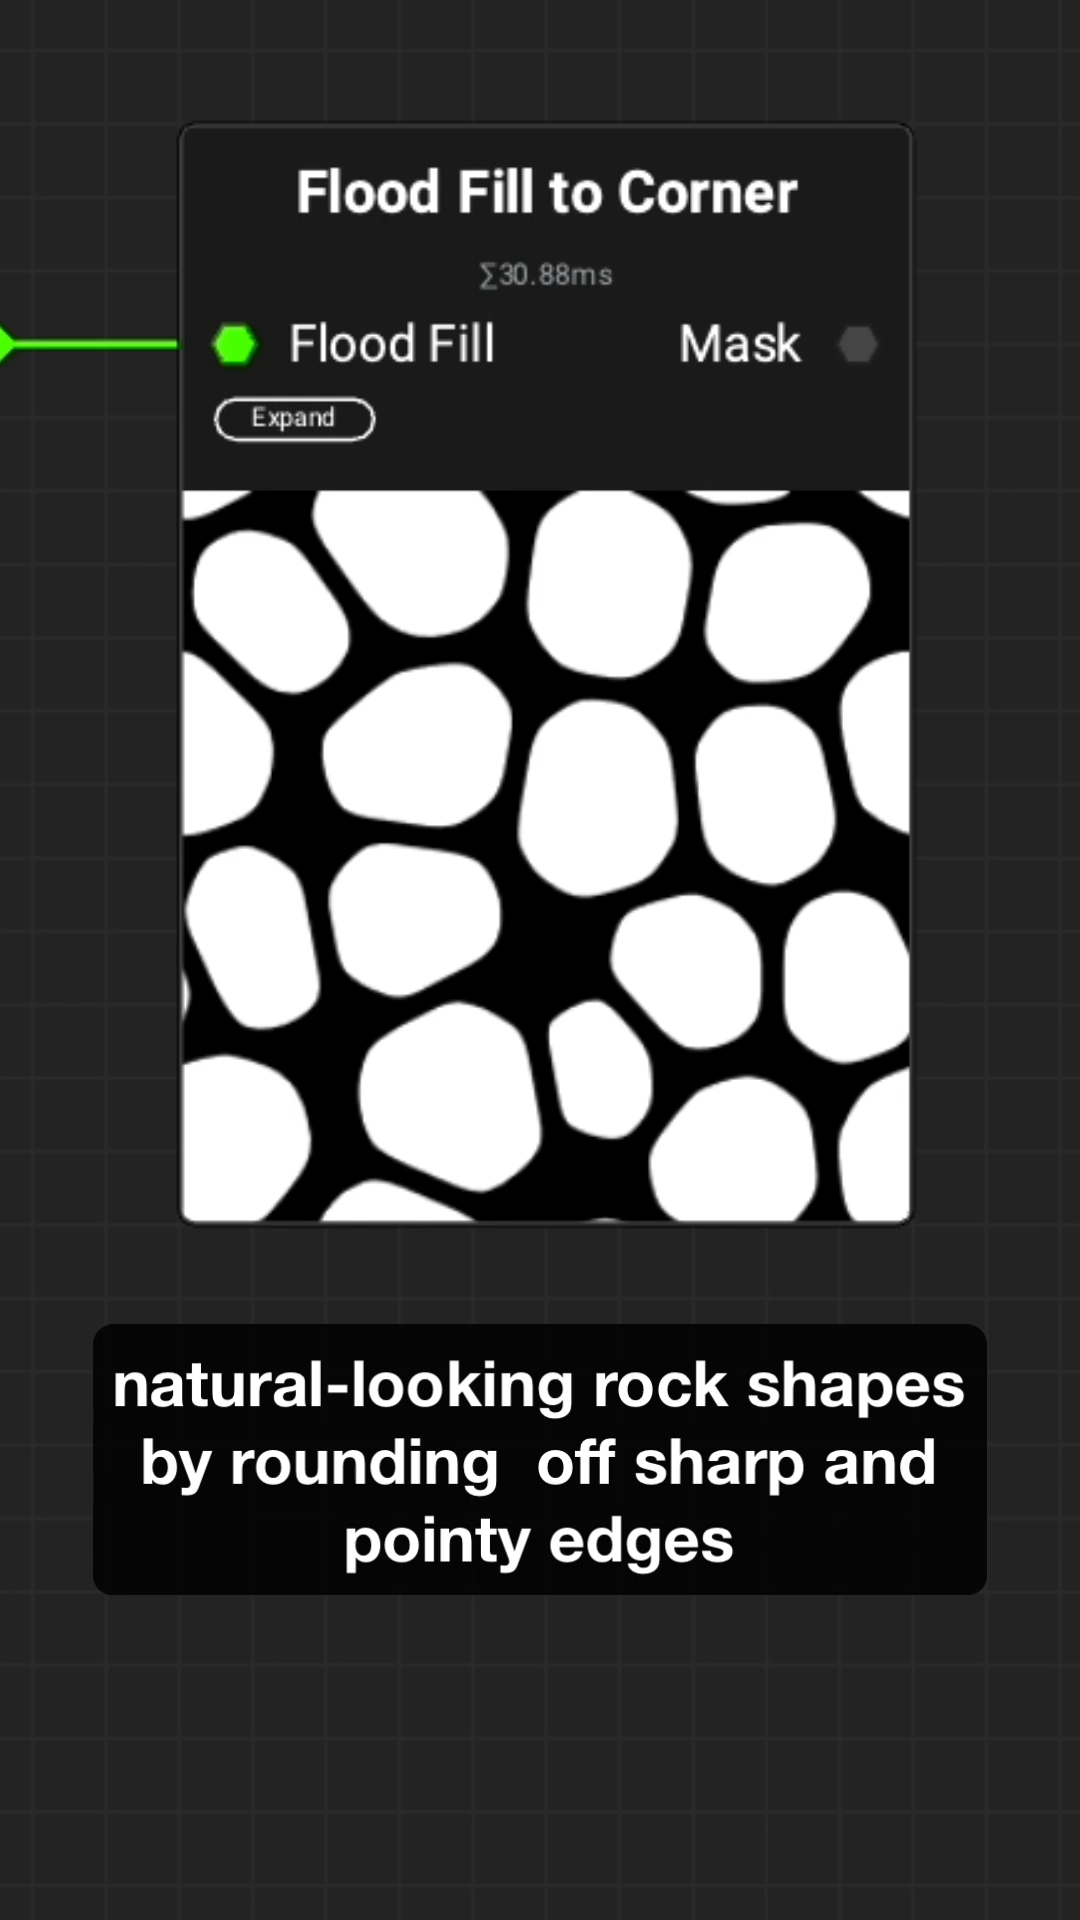 Flood Fill to Corner
∑30.88ms
Flood Fill Mask
Expand
natural-looking rock shapes
by rounding  off sharp and
pointy edges